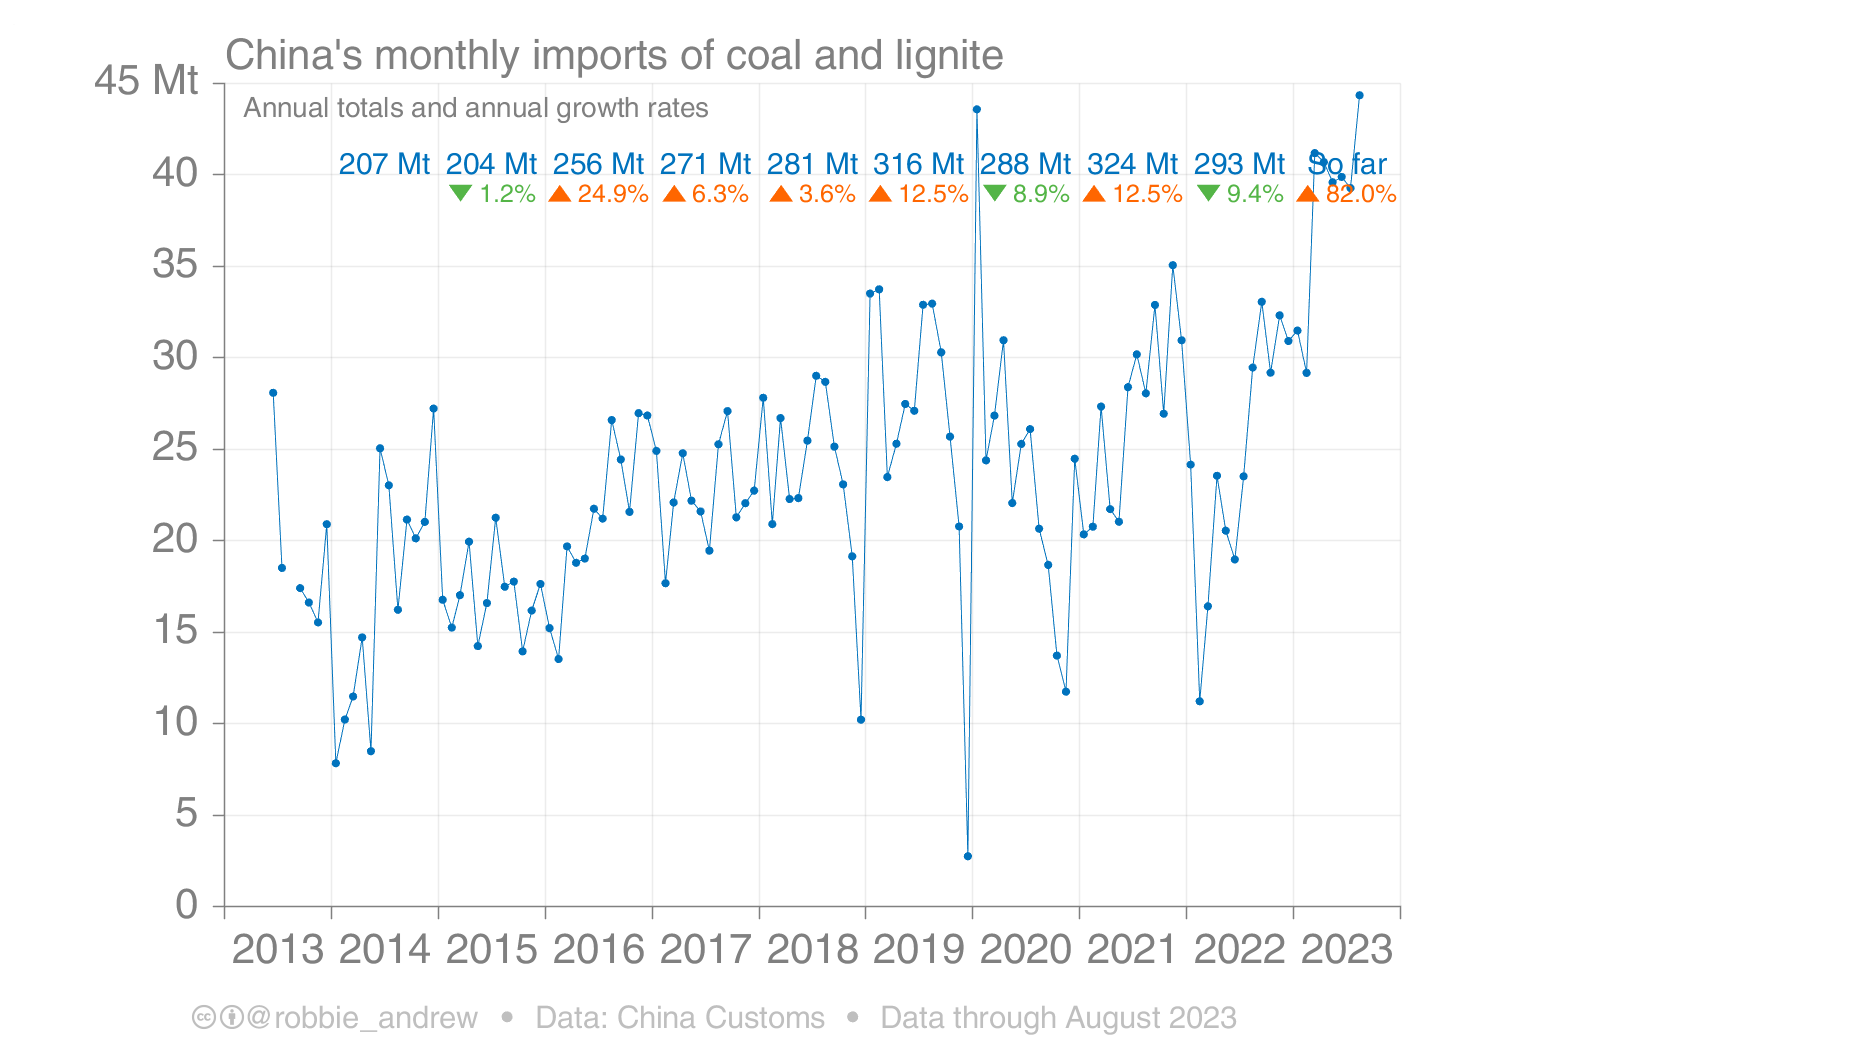 China's monthly imports of coal and lignite
45 Mt
Annual totals and annual growth rates
207 Mt 204 Mt 256 Mt 271 Mt 281 Mt 316 Mt 288 Mt 324 Mt 293 Mt So far
▼ 1.2% ▲ 24.9% ▲ 6.3% ▲ 3.6% ▲ 12.5% ▼ 8.9% ▲ 12.5% ▼ 9.4% ▲ 82.0%
40
35
30
25
20
15
10
5
0
2013 2014 2015 2016 2017 2018 2019 2020 2021 2022 2023
@robbie_andrew • Data: China Customs • Data through August 2023